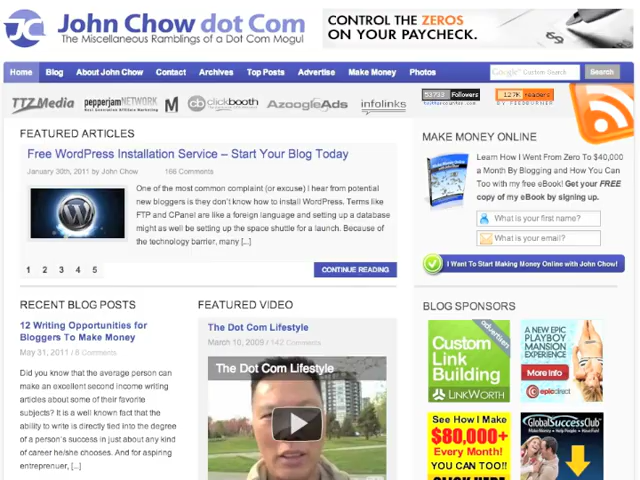 John Chow dot Com
The Miscellaneous Ramblings of a Dot Com Mogul
CONTROL THE ZEROS
ON YOUR PAYCHECK.
Home Blog About John Chow Contact Archives Top Posts Advertise Make Money Photos Google Custom Search Search
TTZ Media pepperjam NETWORK M clickbooth AzoogleAds infolinks
53733 Followers 127K readers
BY FEEDBURNER
FEATURED ARTICLES
Free WordPress Installation Service – Start Your Blog Today
January 30th, 2011 by John Chow 166 Comments
One of the most common complaint (or excuse) I hear from potential
new bloggers is they don't know how to install WordPress. Terms like
FTP and CPanel are like a foreign language and setting up a database
might as well be setting up the space shuttle for a launch. Because of
the technology barrier, many [...]
1 2 3 4 5
CONTINUE READING
MAKE MONEY ONLINE
Learn How I Went From Zero To $40,000
a Month By Blogging and How You Can
Too with my free eBook! Get your FREE
copy of my eBook by signing up.
What is your first name?
What is your email?
I Want To Start Making Money Online with John Chow!
RECENT BLOG POSTS
12 Writing Opportunities for
Bloggers To Make Money
May 31, 2011 / 6 Comments
Did you know that the average person can
make an excellent second income writing
articles about some of their favorite
subjects? It is a well known fact that the
ability to write is directly tied into the degree
of a person's success in just about any kind
of career he/she chooses. And for aspiring
entreprenuer, [...]
FEATURED VIDEO
The Dot Com Lifestyle
March 10, 2009 / 142 Comments
The Dot Com Lifestyle
BLOG SPONSORS
advertisers
Custom
Link
Building
LINKWORTH
A NEW EPIC
PLAYBOY
MANSION
EXPERIENCE
More Info
epicdirect
See How I Make
$80,000+
Every Month!
YOU CAN TOO!!
CLICK HERE
GlobalSuccessClub